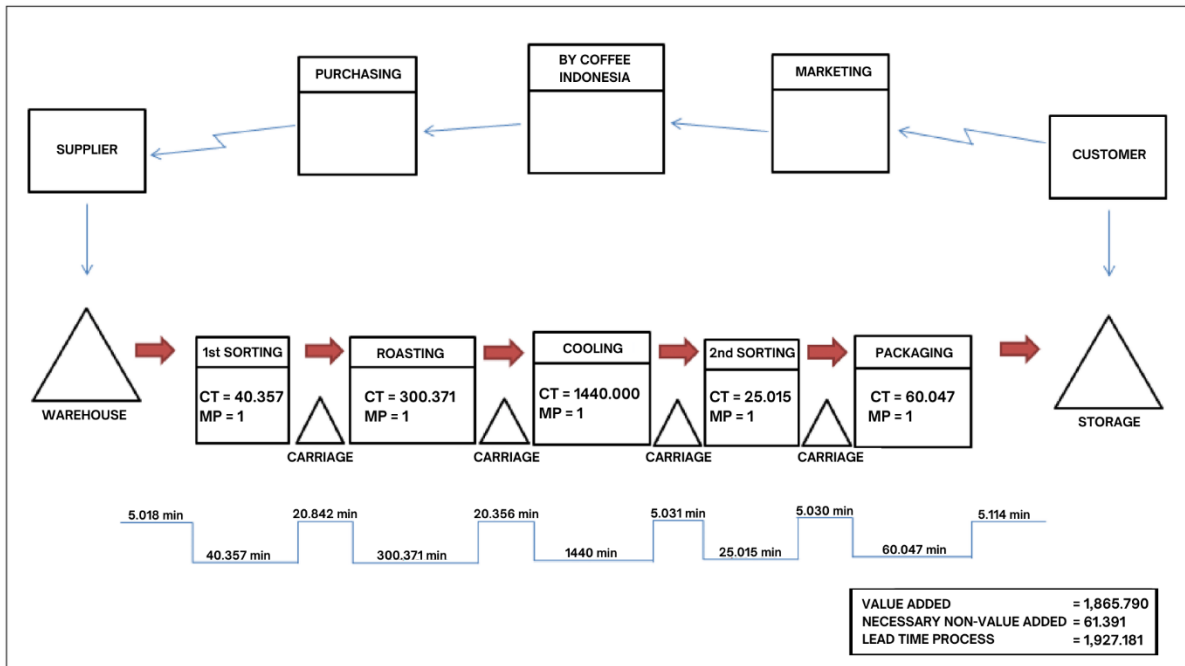 PURCHASING
BY COFFEE
INDONESIA
MARKETING
SUPPLIER
CUSTOMER
WAREHOUSE
1st SORTING
CT = 40.357
MP = 1
CARRIAGE
ROASTING
CT = 300.371
MP = 1
CARRIAGE
COOLING
CT = 1440.000
MP = 1
CARRIAGE
2nd SORTING
CT = 25.015
MP = 1
CARRIAGE
PACKAGING
CT = 60.047
MP = 1
STORAGE
5.018 min
40.357 min
20.842 min
300.371 min
20.356 min
1440 min
5.031 min
25.015 min
5.030 min
60.047 min
5.114 min
VALUE ADDED = 1,865.790
NECESSARY NON-VALUE ADDED = 61.391
LEAD TIME PROCESS = 1,927.181